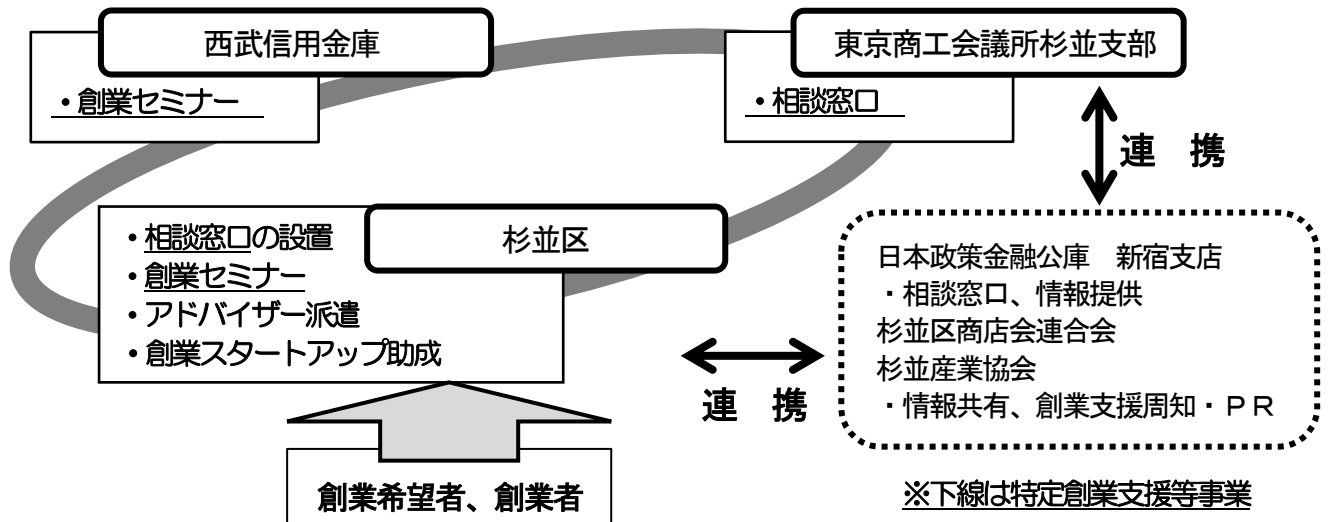 西武信用金庫
・創業セミナー
東京商工会議所杉並支部
・相談窓口
連　携
杉並区
・相談窓口の設置
・創業セミナー
・アドバイザー派遣
・創業スタートアップ助成
連　携
日本政策金融公庫　新宿支店
・相談窓口、情報提供
杉並区商店会連合会
杉並産業協会
・情報共有、創業支援周知・ＰＲ
創業希望者、創業者
※下線は特定創業支援等事業